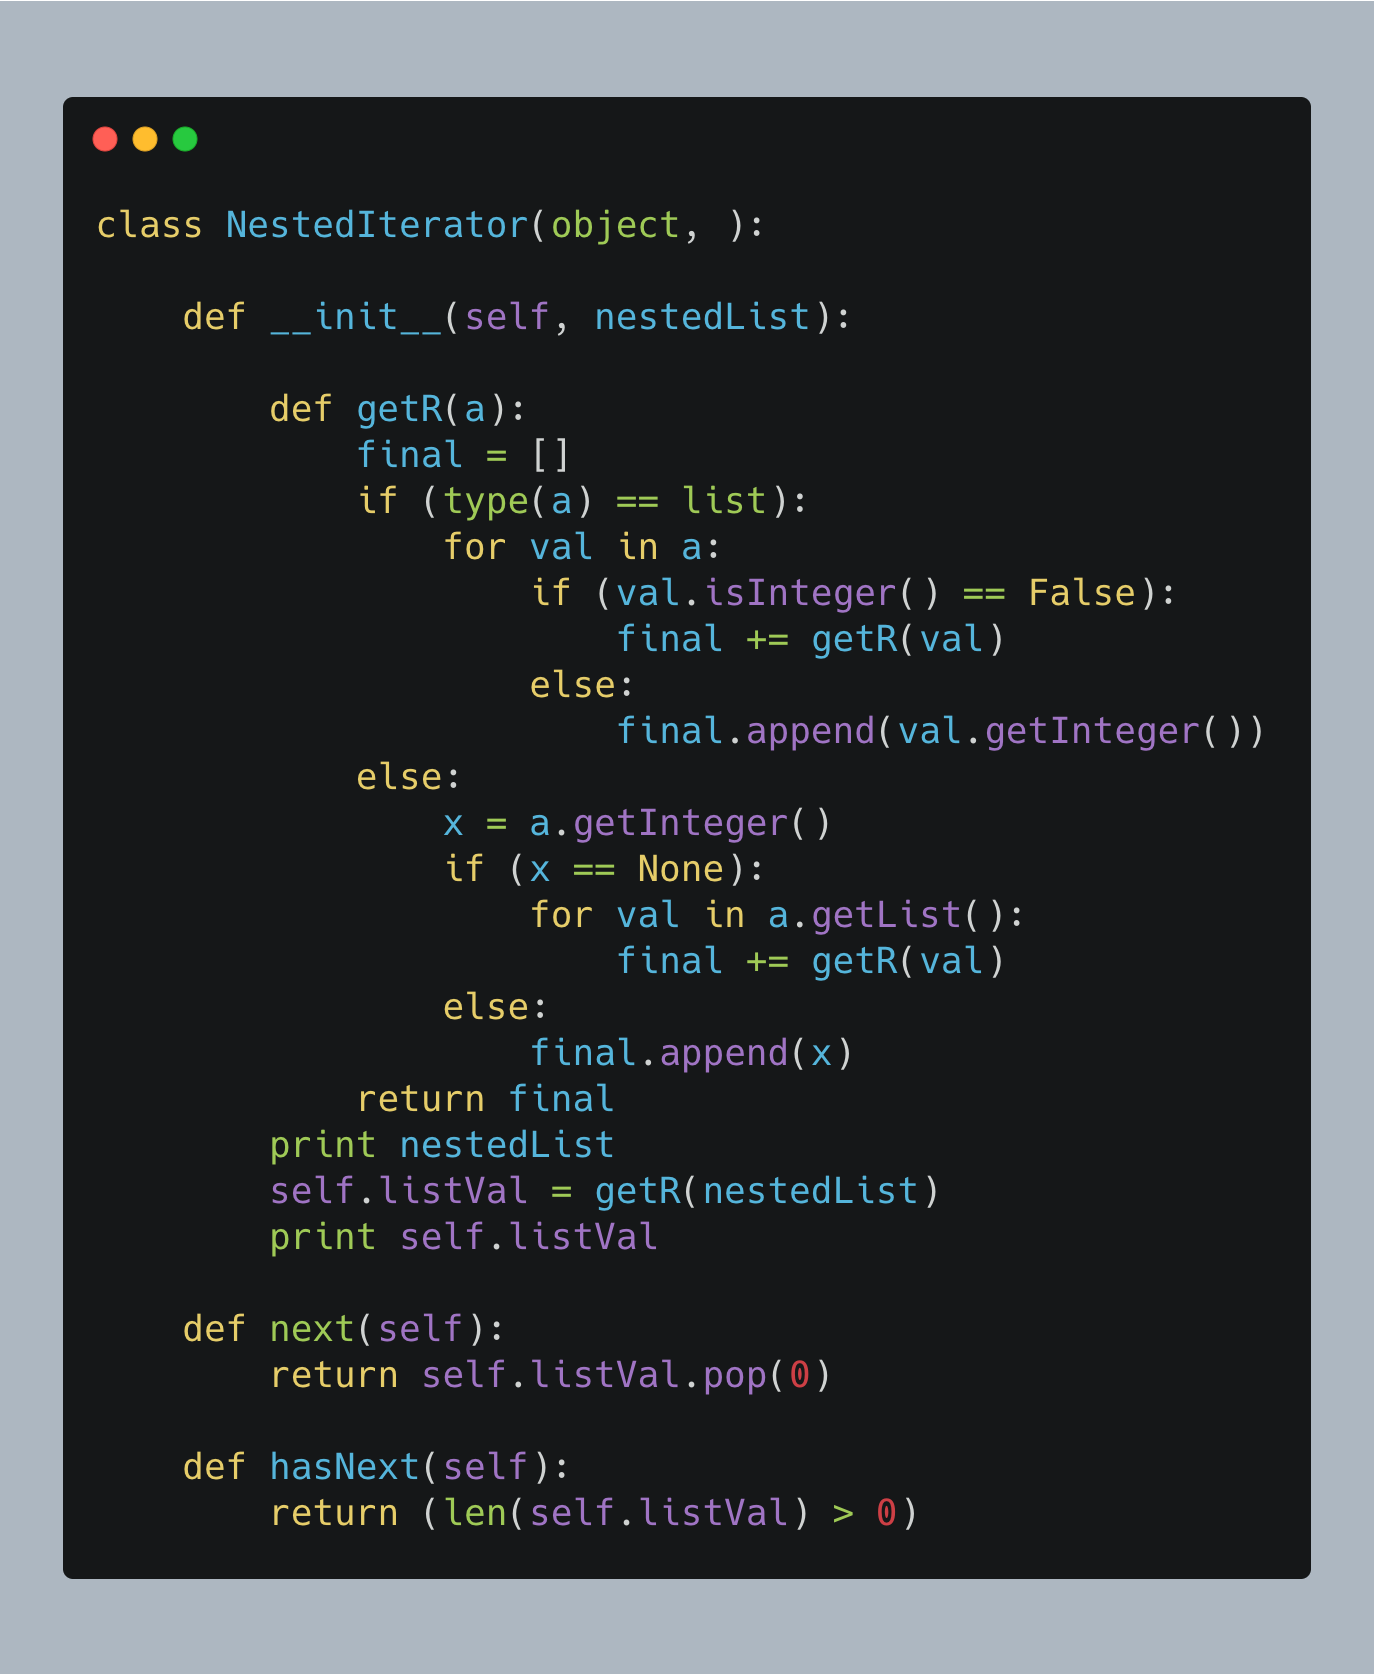 class NestedIterator(object, ):
    def __init__(self, nestedList):
        def getR(a):
            final = []
            if (type(a) == list):
                for val in a:
                    if (val.isInteger() == False):
                        final += getR(val)
                    else:
                        final.append(val.getInteger())
            else:
                x = a.getInteger()
                if (x == None):
                    for val in a.getList():
                        final += getR(val)
                else:
                    final.append(x)
            return final
        print nestedList
        self.listVal = getR(nestedList)
        print self.listVal
    def next(self):
        return self.listVal.pop(0)
    def hasNext(self):
        return (len(self.listVal) > 0)